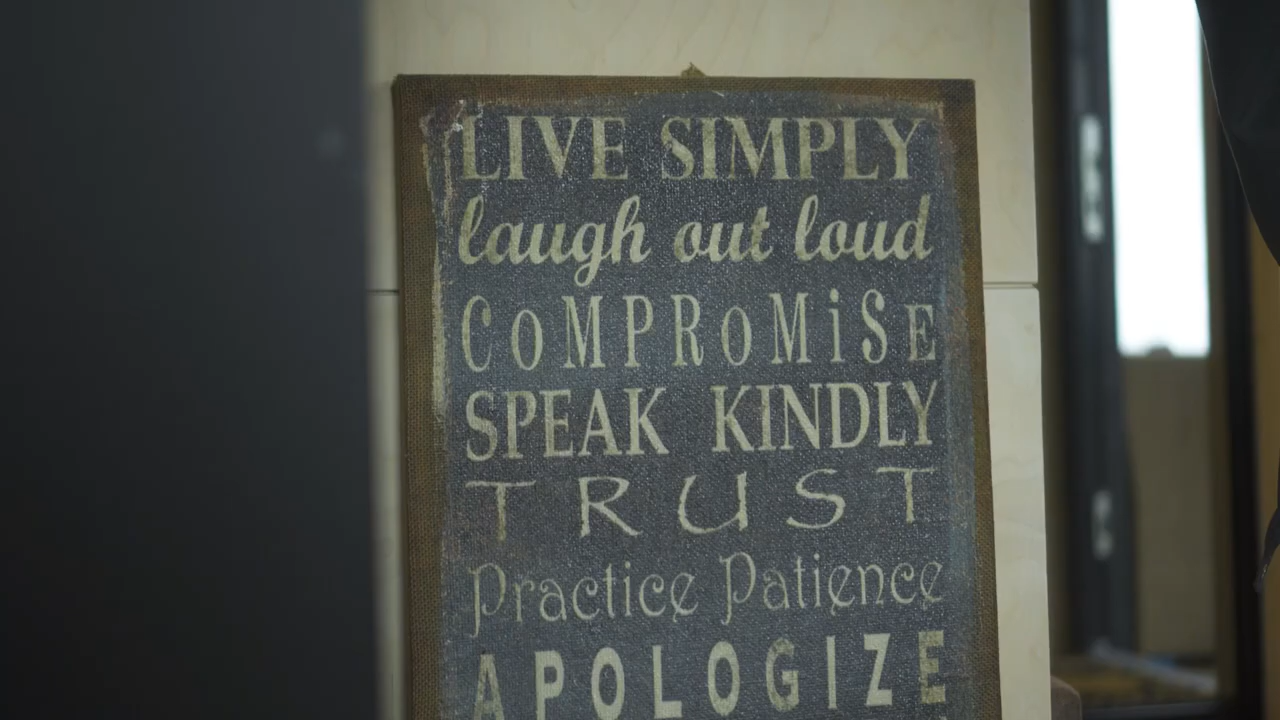 LIVE SIMPLY
laugh out loud
CoMPRoMiSE
SPEAK KINDLY
TRUST
Practice Patience
APOLOGIZE